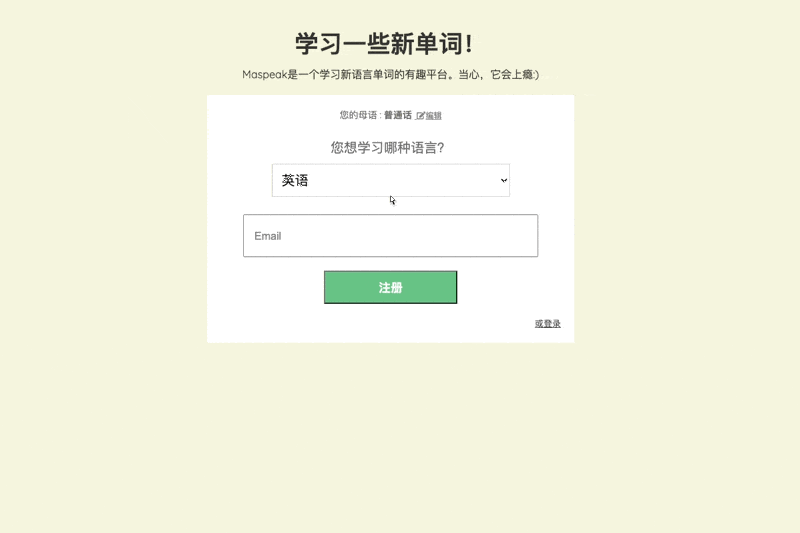 学习一些新单词！
Maspeak是一个学习新语言单词的有趣平台。当心，它会上瘾:)
您的母语 : 普通话 编辑
您想学习哪种语言?
英语
Email
注册
或登录